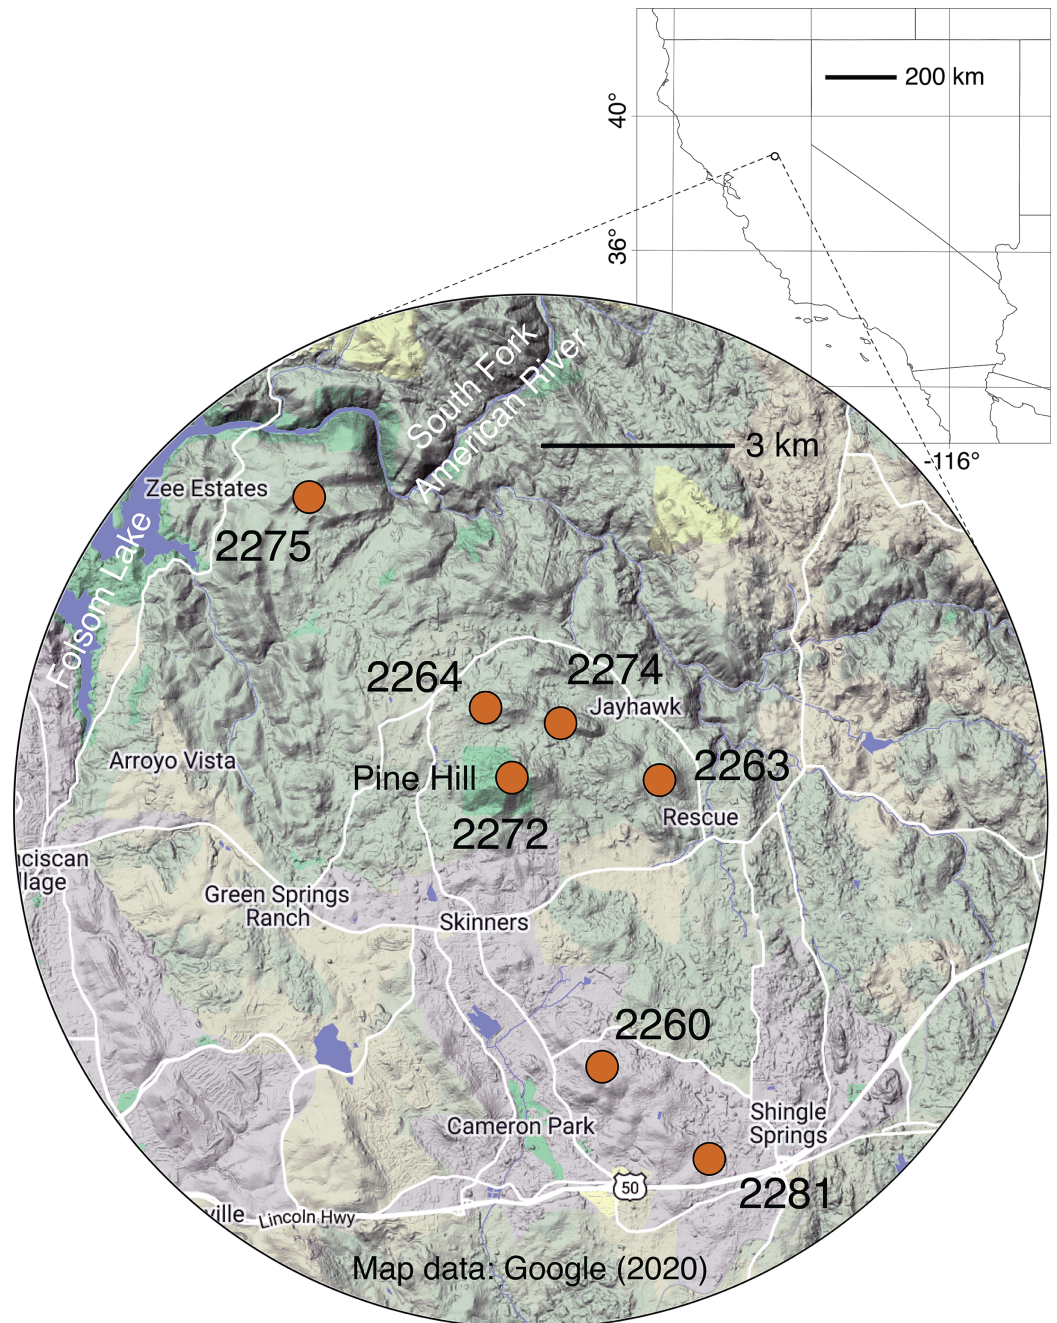 200 km
40°
36°
-116°
South Fork
American River
3 km
Zee Estates
2275
Folsom Lake
2264
2274
Jayhawk
Arroyo Vista
Pine Hill
2263
2272
Rescue
nciscan
llage
Green Springs
Ranch
Skinners
2260
Cameron Park
Shingle
Springs
50
2281
ville
Lincoln Hwy
Map data: Google (2020)